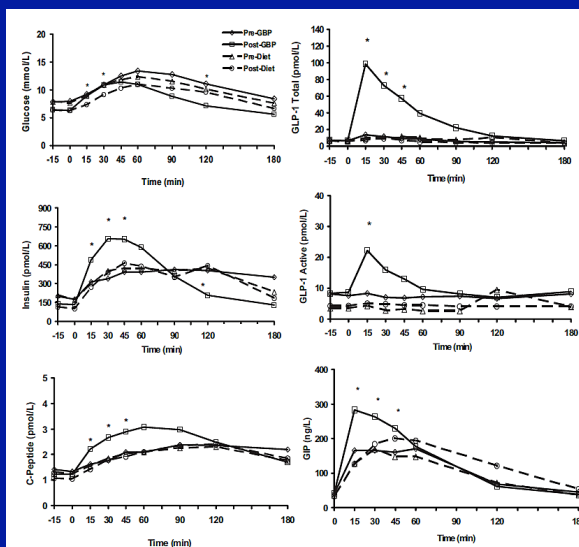 Glucose (mmol/L)
20
15
10
5
0
-15 0 15 30 45 60 90 120 180
Time (min)
* * *
Pre-GBP
Post-GBP
Pre-Diet
Post-Diet
GLP-1 Total (pmol/L)
140
120
100
80
60
40
20
0
-15 0 15 30 45 60 90 120 180
Time (min)
* * *
Insulin (pmol/L)
900
750
600
450
300
150
0
-15 0 15 30 45 60 90 120 180
Time (min)
* * * *
GLP-1 Active (pmol/L)
40
30
20
10
0
-15 0 15 30 45 60 90 120 180
Time (min)
*
C-Peptide (pmol/L)
5
4
3
2
1
0
-15 0 15 30 45 60 90 120 180
Time (min)
* * *
GIP (ng/L)
400
300
200
100
0
0 15 30 45 60 120 180
Time (min)
* * *